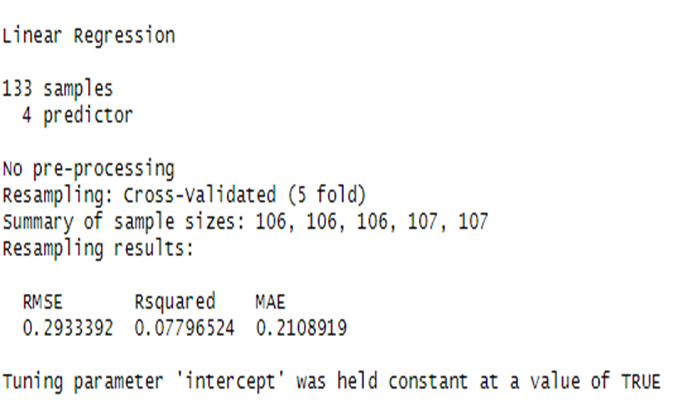 Linear Regression
133 samples
4 predictor
No pre-processing
Resampling: Cross-Validated (5 fold)
Summary of sample sizes: 106, 106, 106, 107, 107
Resampling results:
RMSE Rsquared MAE
0.2933392 0.07796524 0.2108919
Tuning parameter 'intercept' was held constant at a value of TRUE